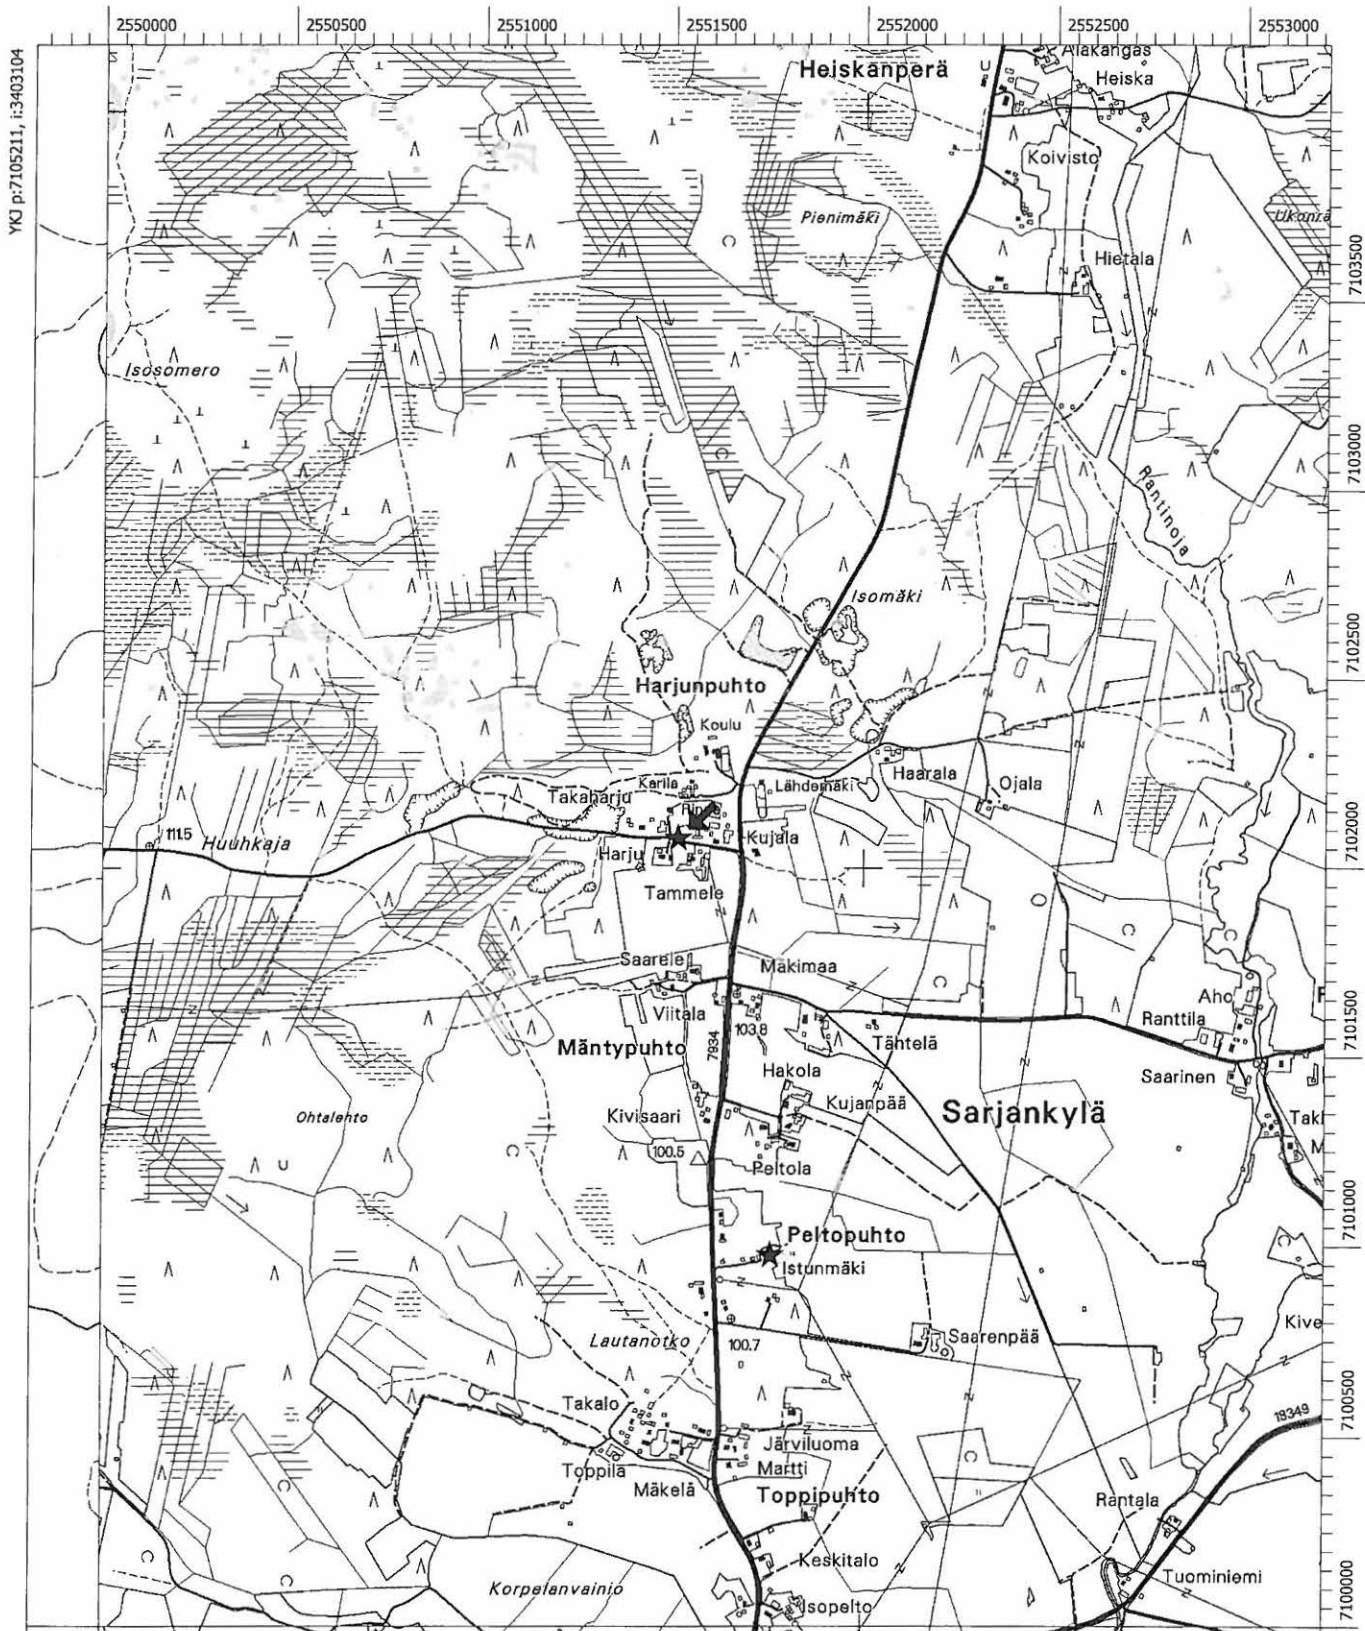 2550000 2550500 2551000 2551500 2552000 2552500 2553000
YKJ p:7105211, i:3403104
Heiskanperä
U
Alakangas
Heiska
Koivisto
Pienimäki
Hietala
7103500
Isosomero
7103000
Rantinoja
Isomäki
7102500
Harjunpuhto
Koulu
Haarala
Ojala
Karila
Lähdemäki
Takaharju
7102000
111.5
Huuhkaja
Harju
Kujala
Tammele
Saarele
Mäkimaa
Aho
Viitala
103.8
Ranttila
7101500
Mäntypuhto
7934
Tähtelä
Hakola
Saarinen
Kivisaari
Kujanpää
Sarjankylä
Ohtalehto
100.5
Peltola
7101000
Peltopuhto
Istunmäki
Lautanotko
100.7
Saarenpää
Kive
7100500
Takalo
18349
Järviluoma
Toppila
Martti
Mäkelä
Toppipuhto
Rantala
Keskitalo
Korpelanvainio
Tuominiemi
7100000
Isopelto